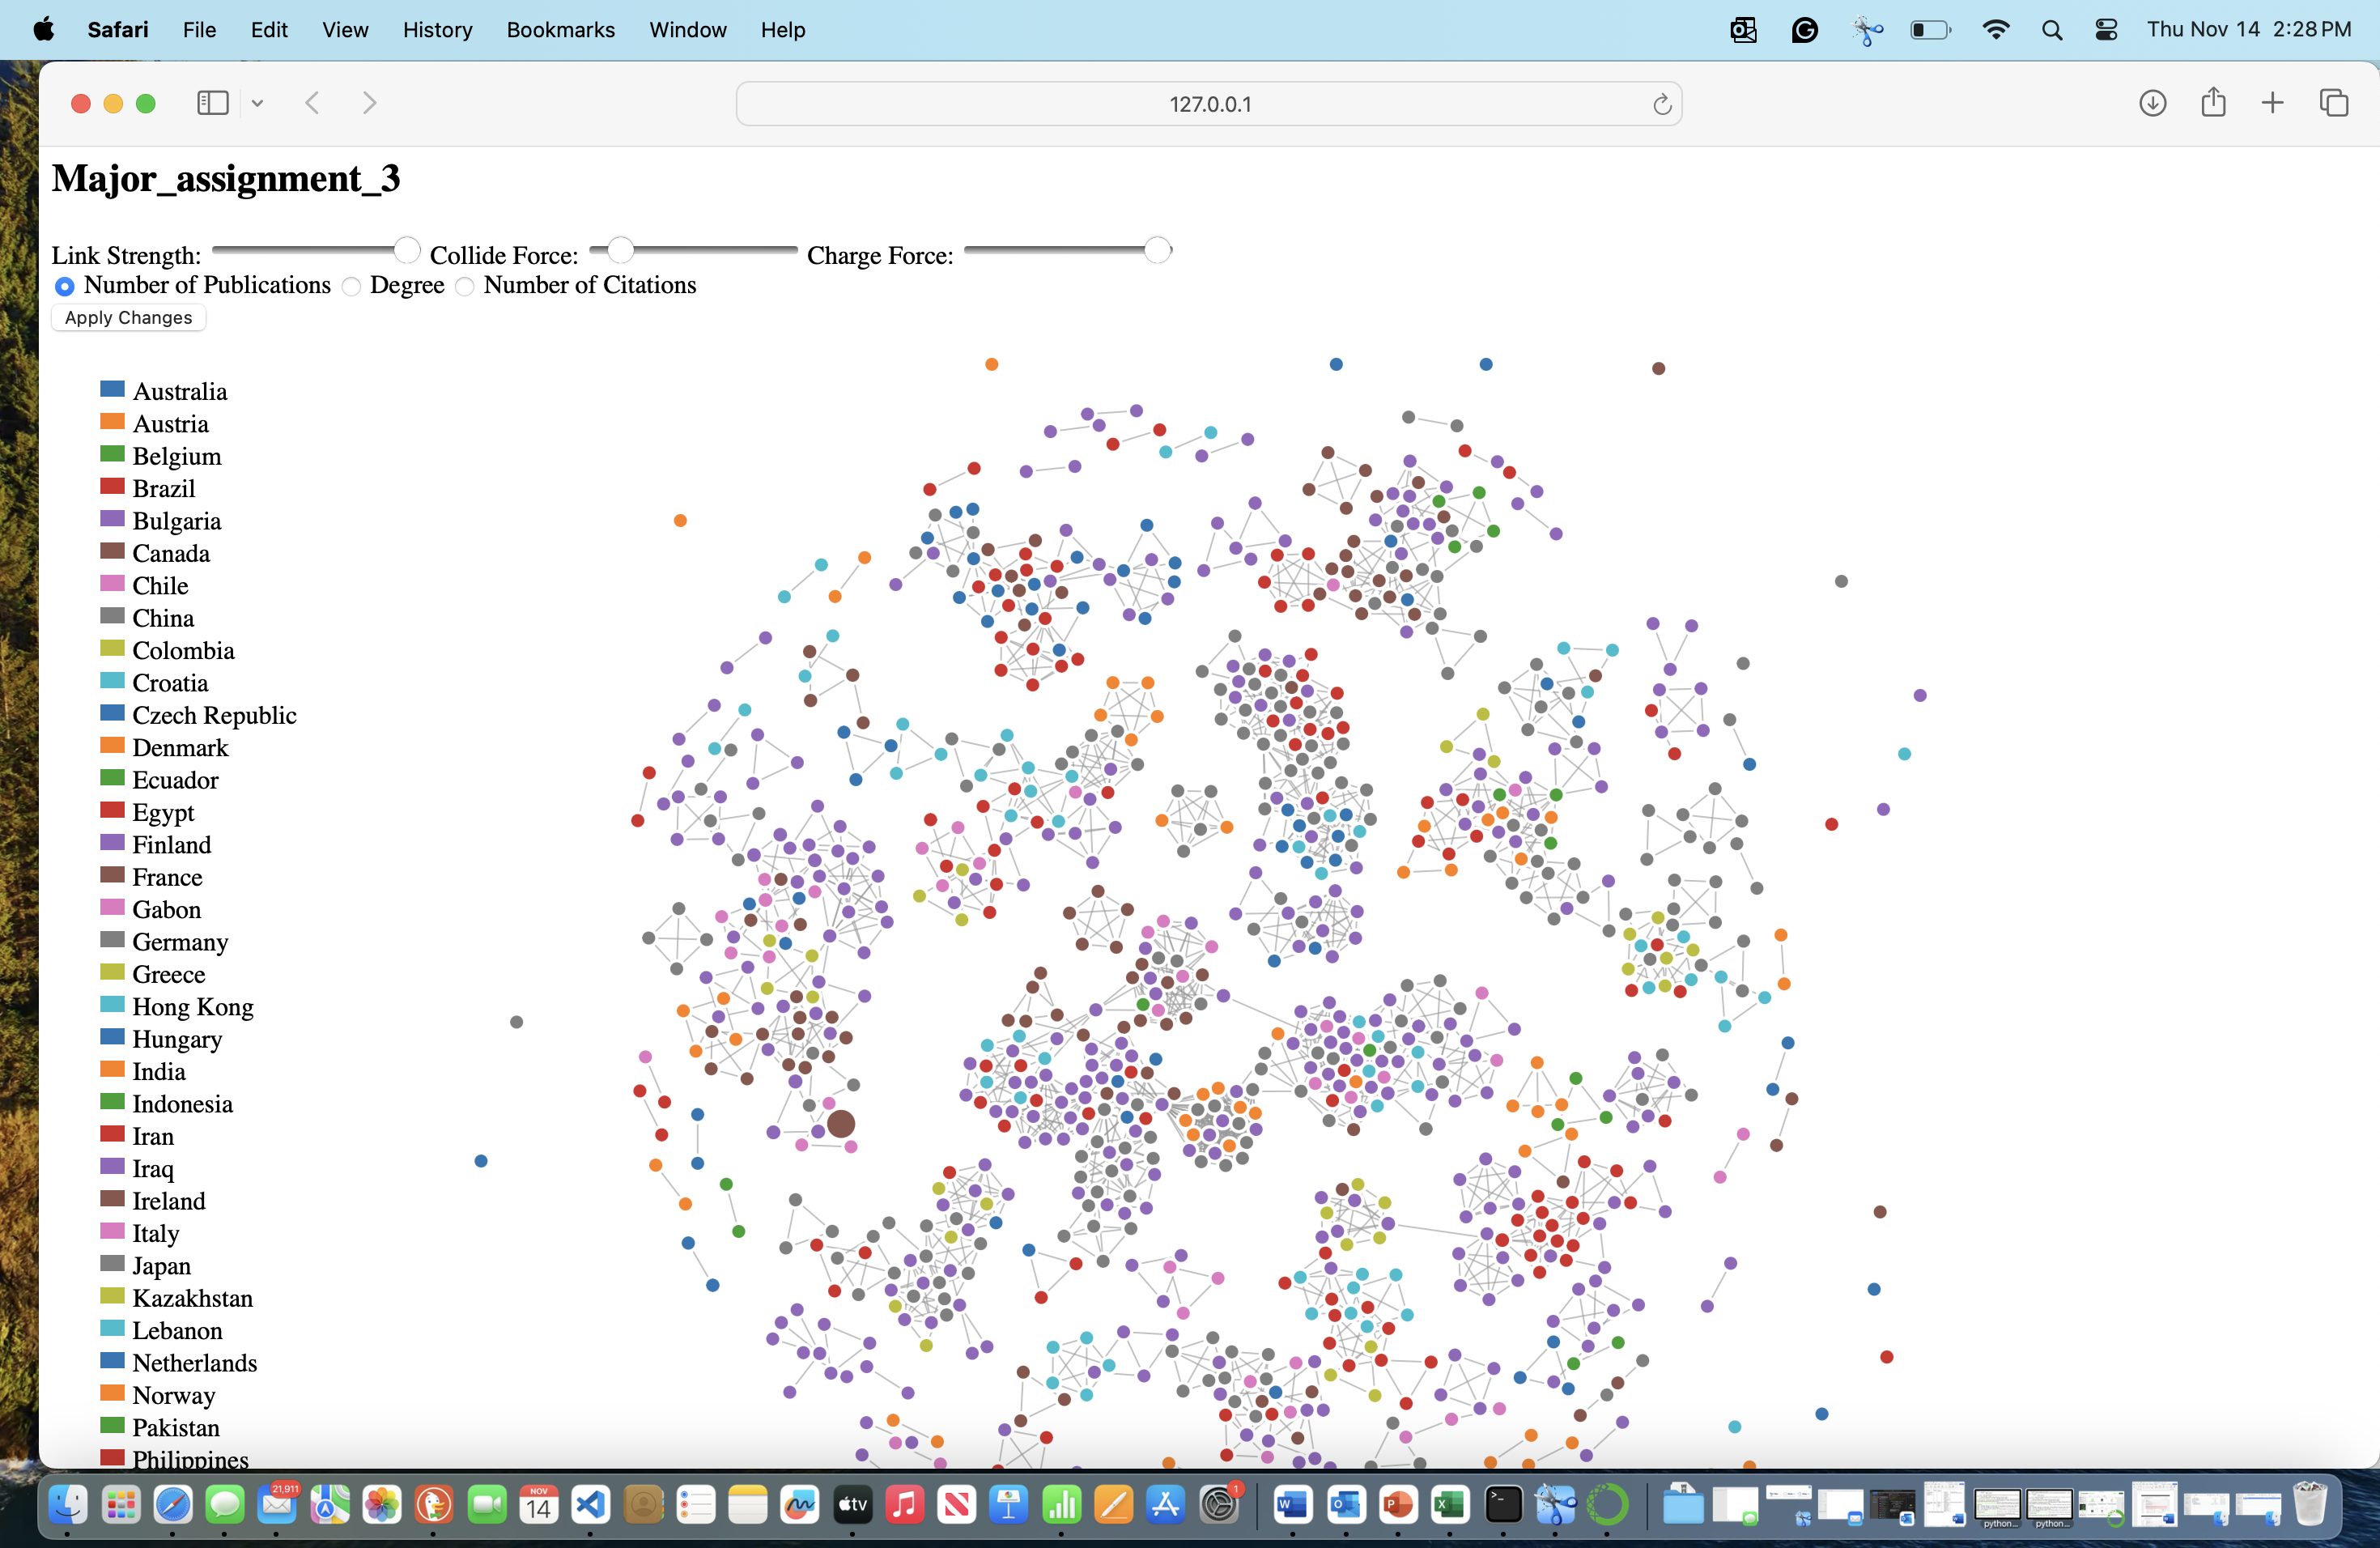 Safari File Edit View History Bookmarks Window Help Thu Nov 14 2:28 PM
127.0.0.1
Major_assignment_3
Link Strength: Collide Force: Charge Force:
Number of Publications Degree Number of Citations
Apply Changes
Australia
Austria
Belgium
Brazil
Bulgaria
Canada
Chile
China
Colombia
Croatia
Czech Republic
Denmark
Ecuador
Egypt
Finland
France
Gabon
Germany
Greece
Hong Kong
Hungary
India
Indonesia
Iran
Iraq
Ireland
Italy
Japan
Kazakhstan
Lebanon
Netherlands
Norway
Pakistan
Philippines
21,911
NOV
14
tv
1
python...
python...